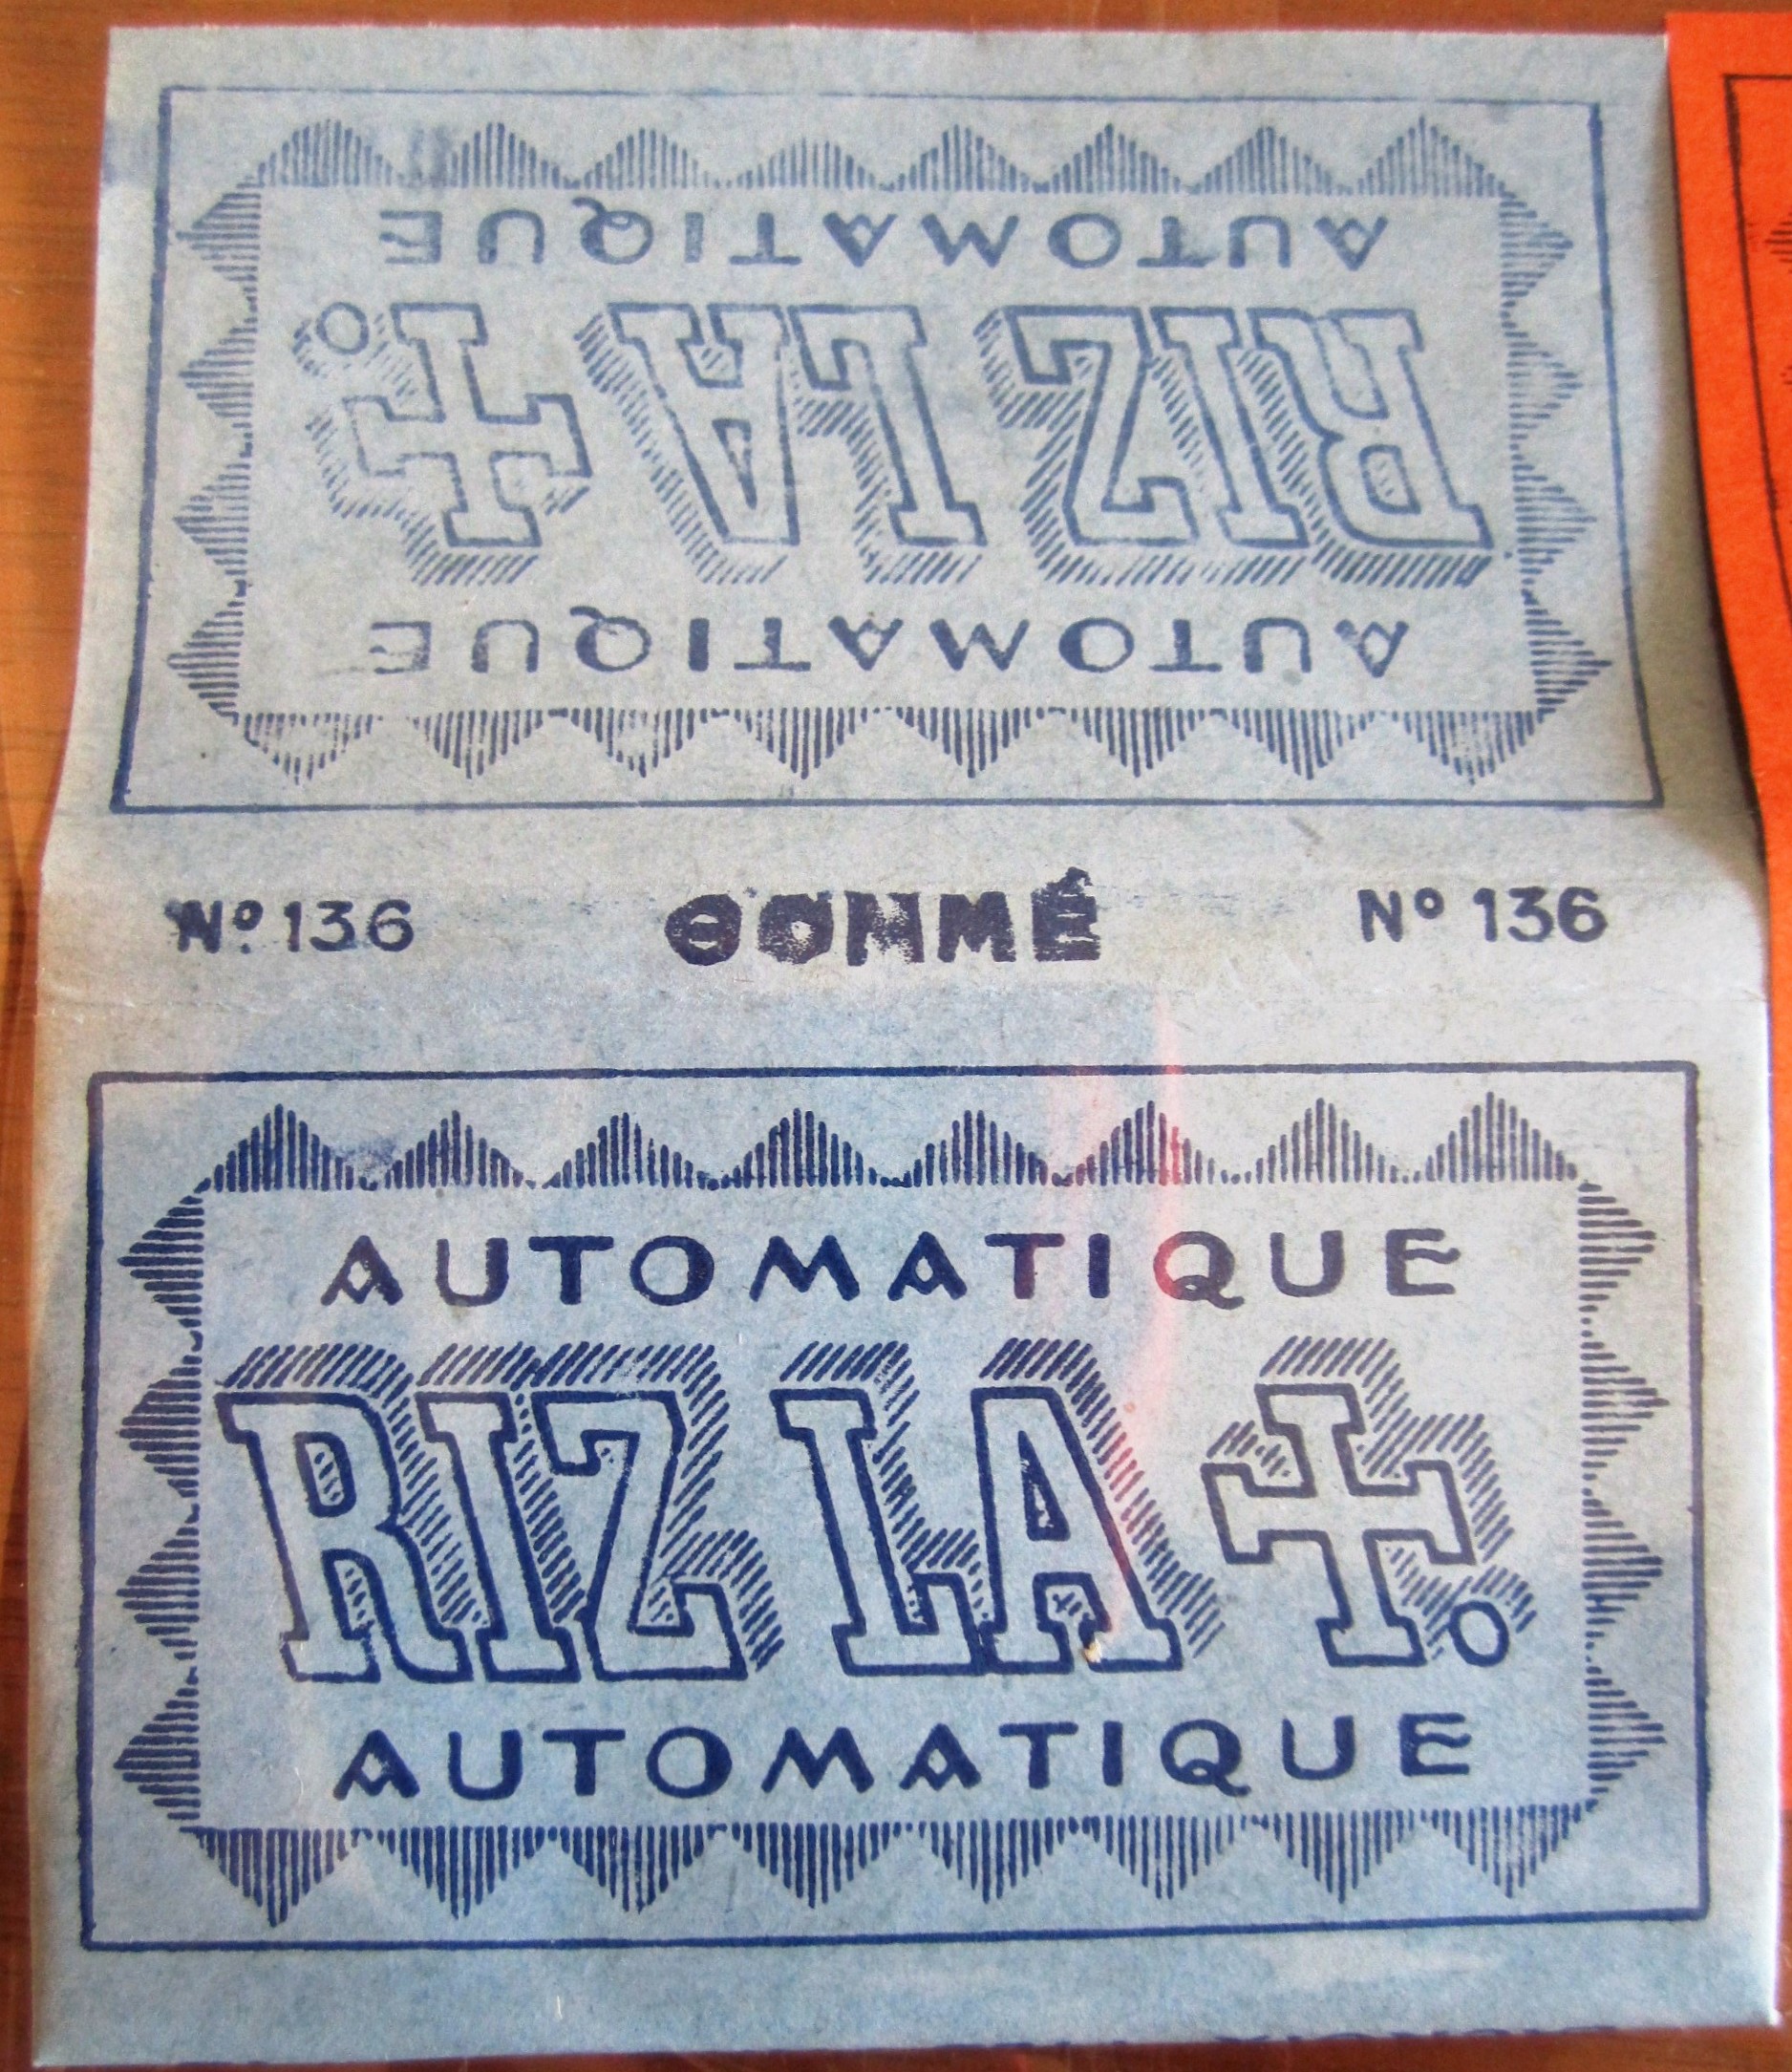 AUTOMATIQUE
RIZ LA +.
AUTOMATIQUE
Nº 136 GOMMÉ Nº 136
AUTOMATIQUE
RIZ LA +.
AUTOMATIQUE